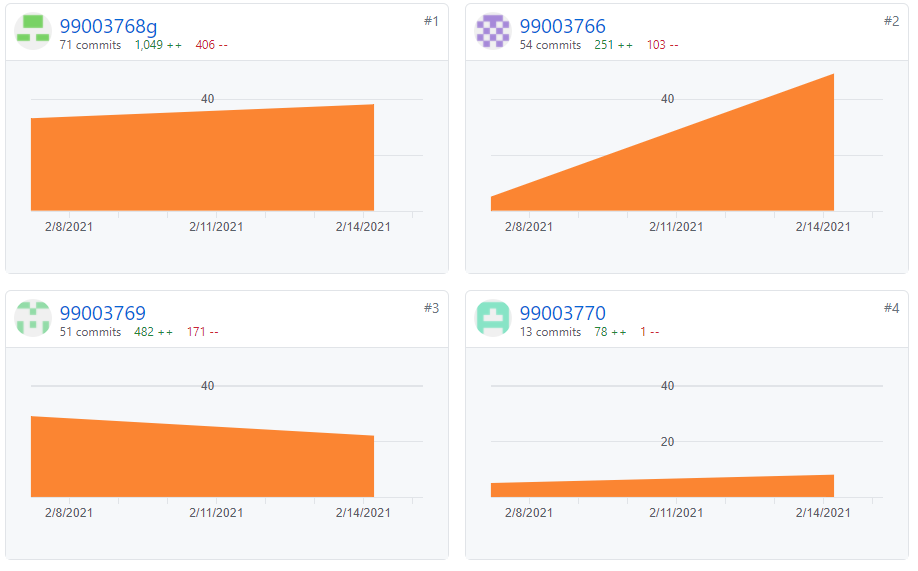 99003768g #1
71 commits 1,049 ++ 406 --
40
2/8/2021 2/11/2021 2/14/2021
99003766 #2
54 commits 251 ++ 103 --
40
2/8/2021 2/11/2021 2/14/2021
99003769 #3
51 commits 482 ++ 171 --
40
2/8/2021 2/11/2021 2/14/2021
99003770 #4
13 commits 78 ++ 1 --
40
20
2/8/2021 2/11/2021 2/14/2021